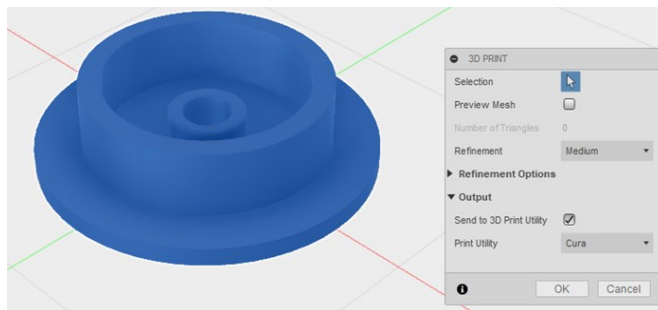 3D PRINT
Selection
Preview Mesh
Number of Triangles 0
Refinement Medium
Refinement Options
Output
Send to 3D Print Utility
Print Utility Cura
OK Cancel